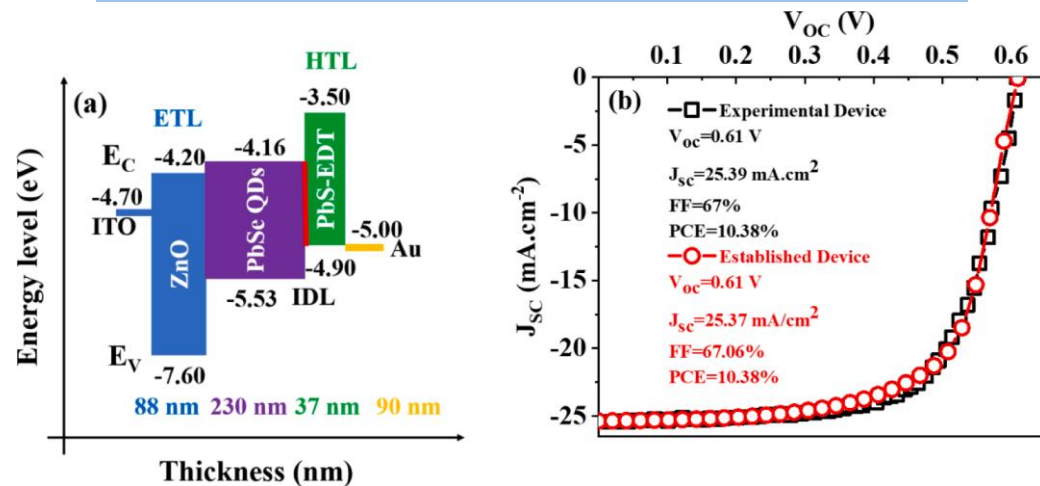 (a)
Energy level (eV)
Thickness (nm)
ETL
HTL
E_C
E_V
-4.70
ITO
-4.20
ZnO
-7.60
-4.16
PbSe QDs
-5.53
IDL
-3.50
PbS-EDT
-4.90
-5.00
Au
88 nm 230 nm 37 nm 90 nm
(b)
V_OC (V)
0.1 0.2 0.3 0.4 0.5 0.6
J_SC (mA.cm⁻²)
0
-5
-10
-15
-20
-25
Experimental Device
V_oc=0.61 V
J_sc=25.39 mA.cm²
FF=67%
PCE=10.38%
Established Device
V_oc=0.61 V
J_sc=25.37 mA/cm²
FF=67.06%
PCE=10.38%